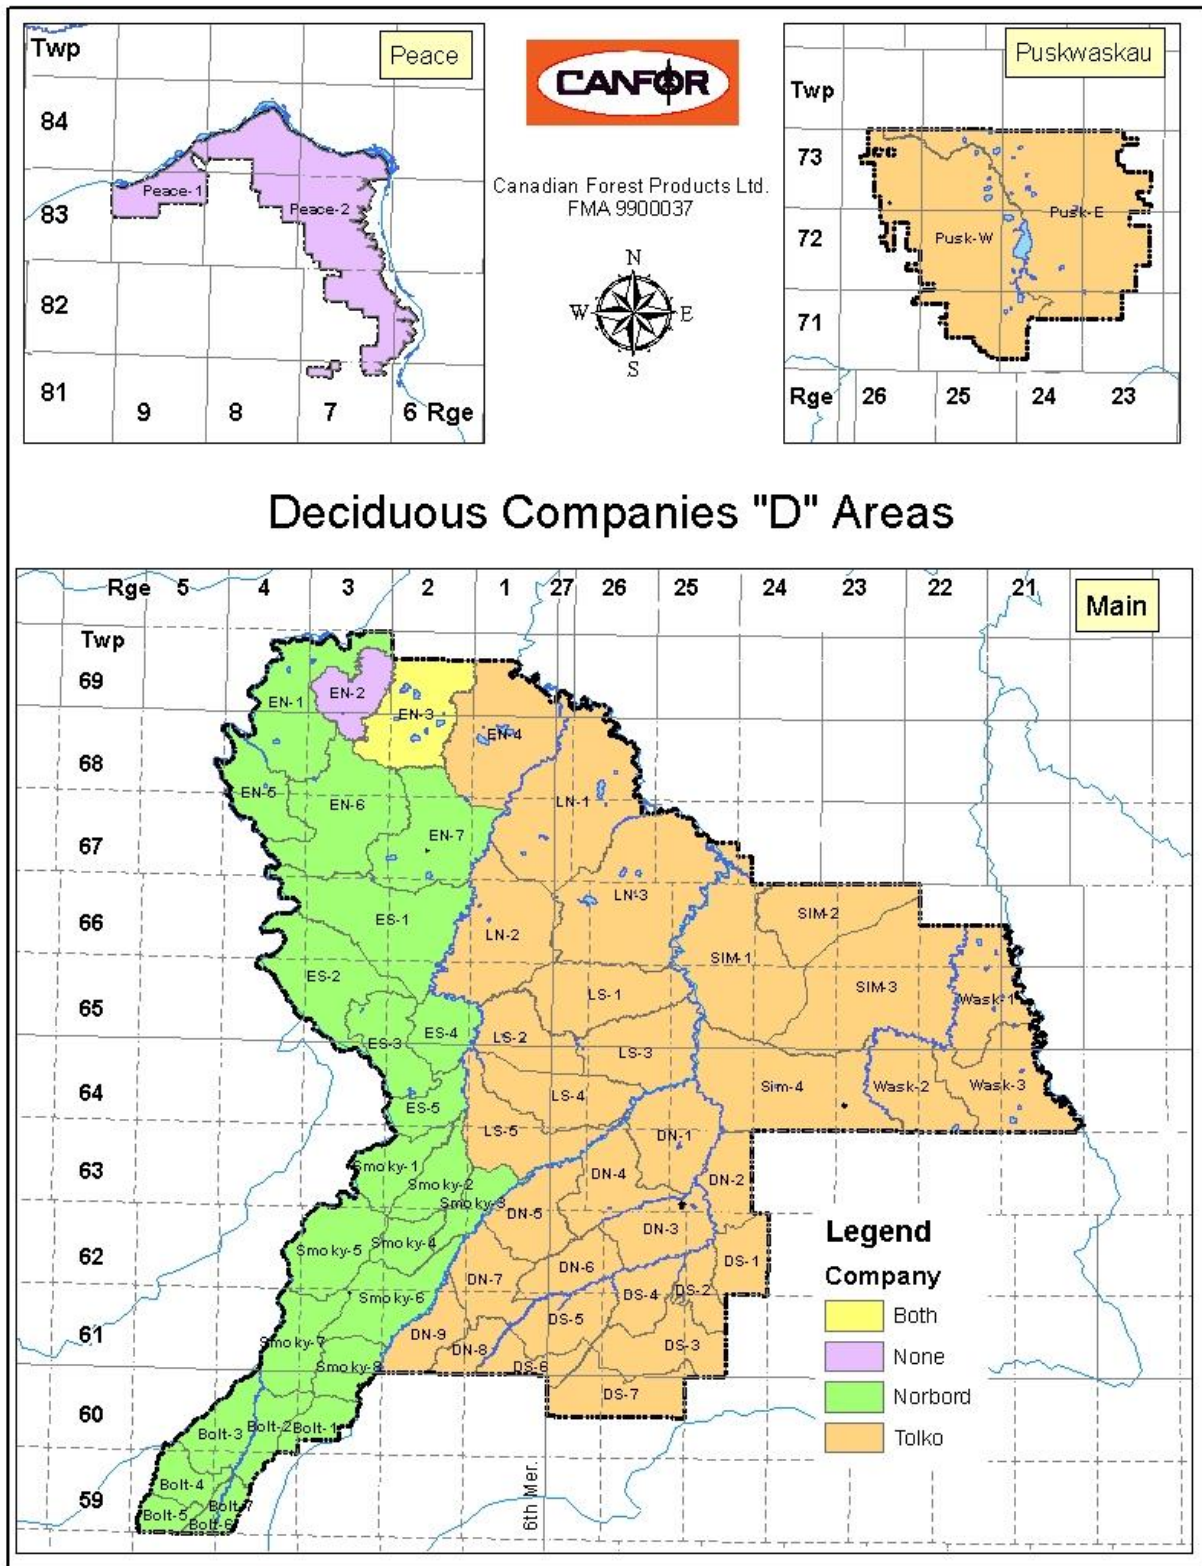 Twp
Peace
84
83
82
81
9 8 7 6 Rge
Peace-1
Peace-2
CANFOR
Canadian Forest Products Ltd.
FMA 9900037
N
W E
S
Puskwaskau
Twp
73
72
71
Rge 26 25 24 23
Pusk-W
Pusk-E
Deciduous Companies "D" Areas
Rge 5 4 3 2 1 27 26 25 24 23 22 21
Main
Twp
69
68
67
66
65
64
63
62
61
60
59
EN-1
EN-2
EN-3
EN-4
EN-5
EN-6
EN-7
LN-1
LN-2
LN-3
ES-1
ES-2
ES-3
ES-4
ES-5
LS-1
LS-2
LS-3
LS-4
LS-5
SIM-1
SIM-2
SIM-3
Sim-4
Wask-1
Wask-2
Wask-3
DN-1
DN-2
DN-3
DN-4
DN-5
DN-6
DN-7
DN-8
DN-9
DS-1
DS-2
DS-3
DS-4
DS-5
DS-6
DS-7
Smoky-1
Smoky-2
Smoky-3
Smoky-4
Smoky-5
Smoky-6
Smoky-7
Smoky-8
Bolt-1
Bolt-2
Bolt-3
Bolt-4
Bolt-5
Bolt-6
Bolt-7
6th Mer.
Legend
Company
Both
None
Norbord
Tolko